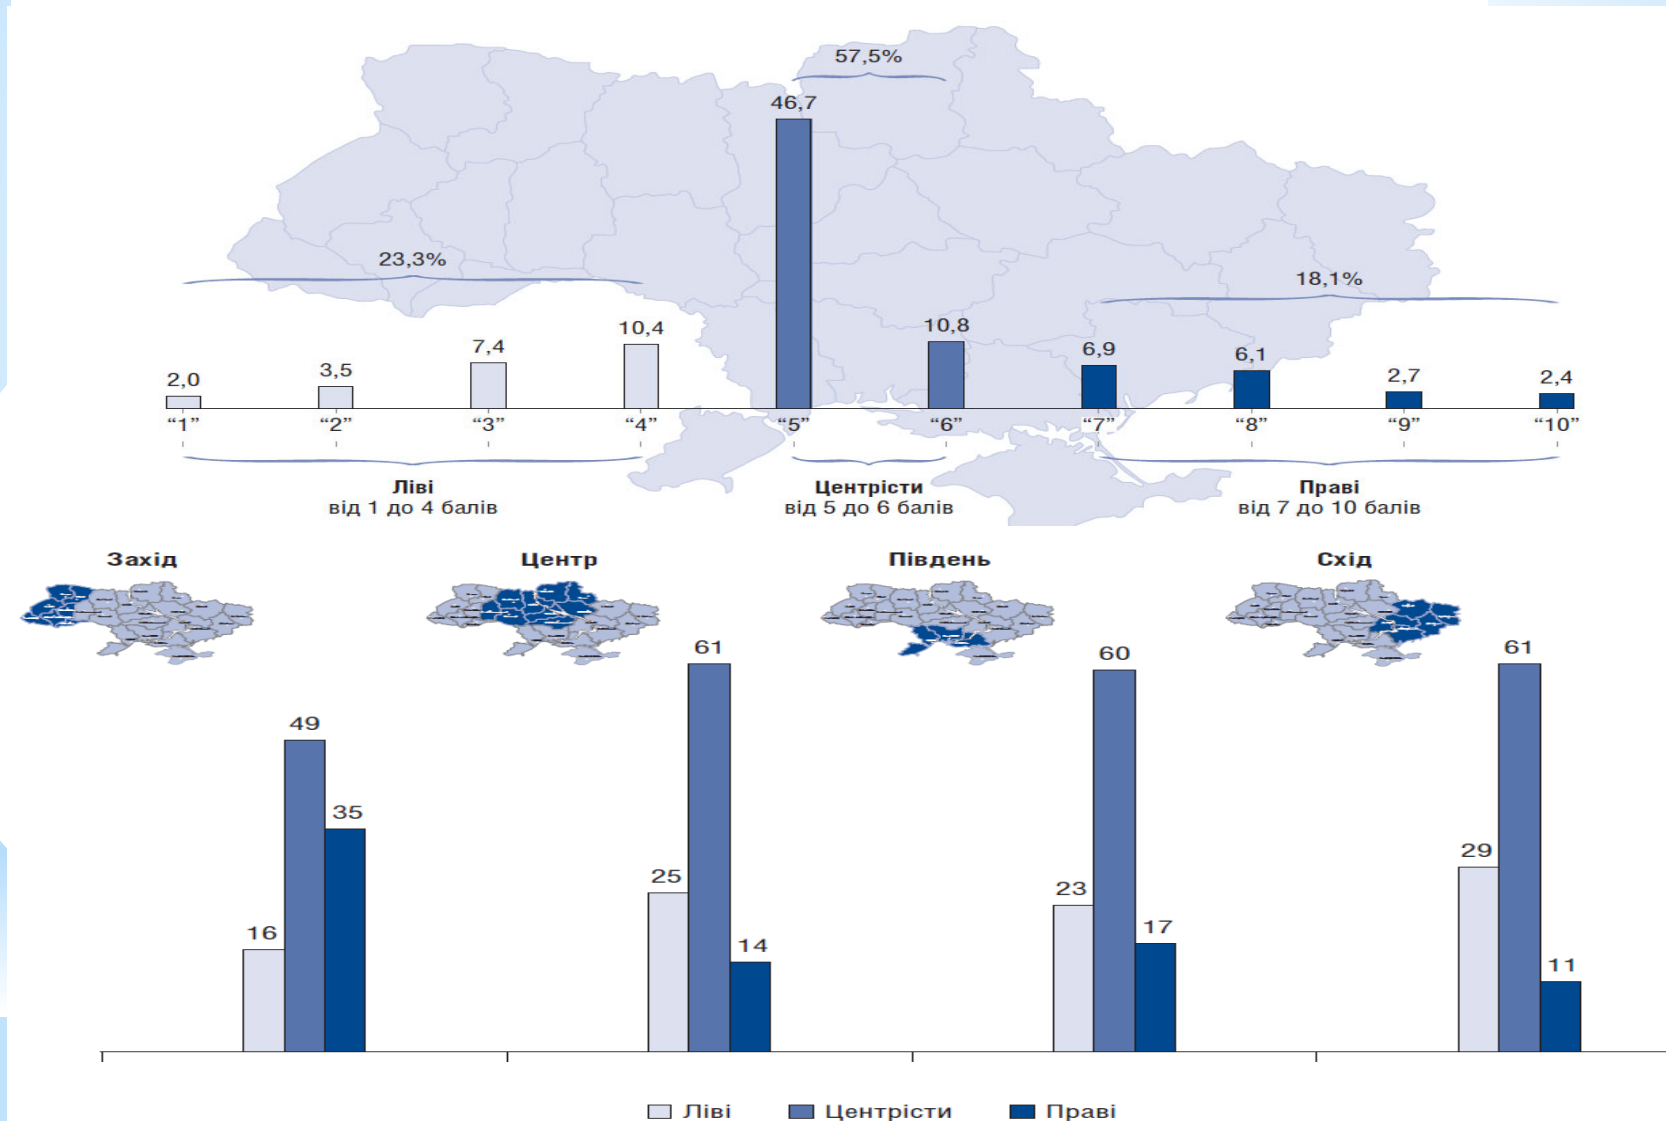 57,5%
46,7
23,3%
18,1%
2,0
3,5
7,4
10,4
10,8
6,9
6,1
2,7
2,4
“1”
“2”
“3”
“4”
“5”
“6”
“7”
“8”
“9”
“10”
Ліві
від 1 до 4 балів
Центрісти
від 5 до 6 балів
Праві
від 7 до 10 балів
Захід
Центр
Південь
Схід
16
49
35
25
61
14
23
60
17
29
61
11
Ліві
Центрісти
Праві